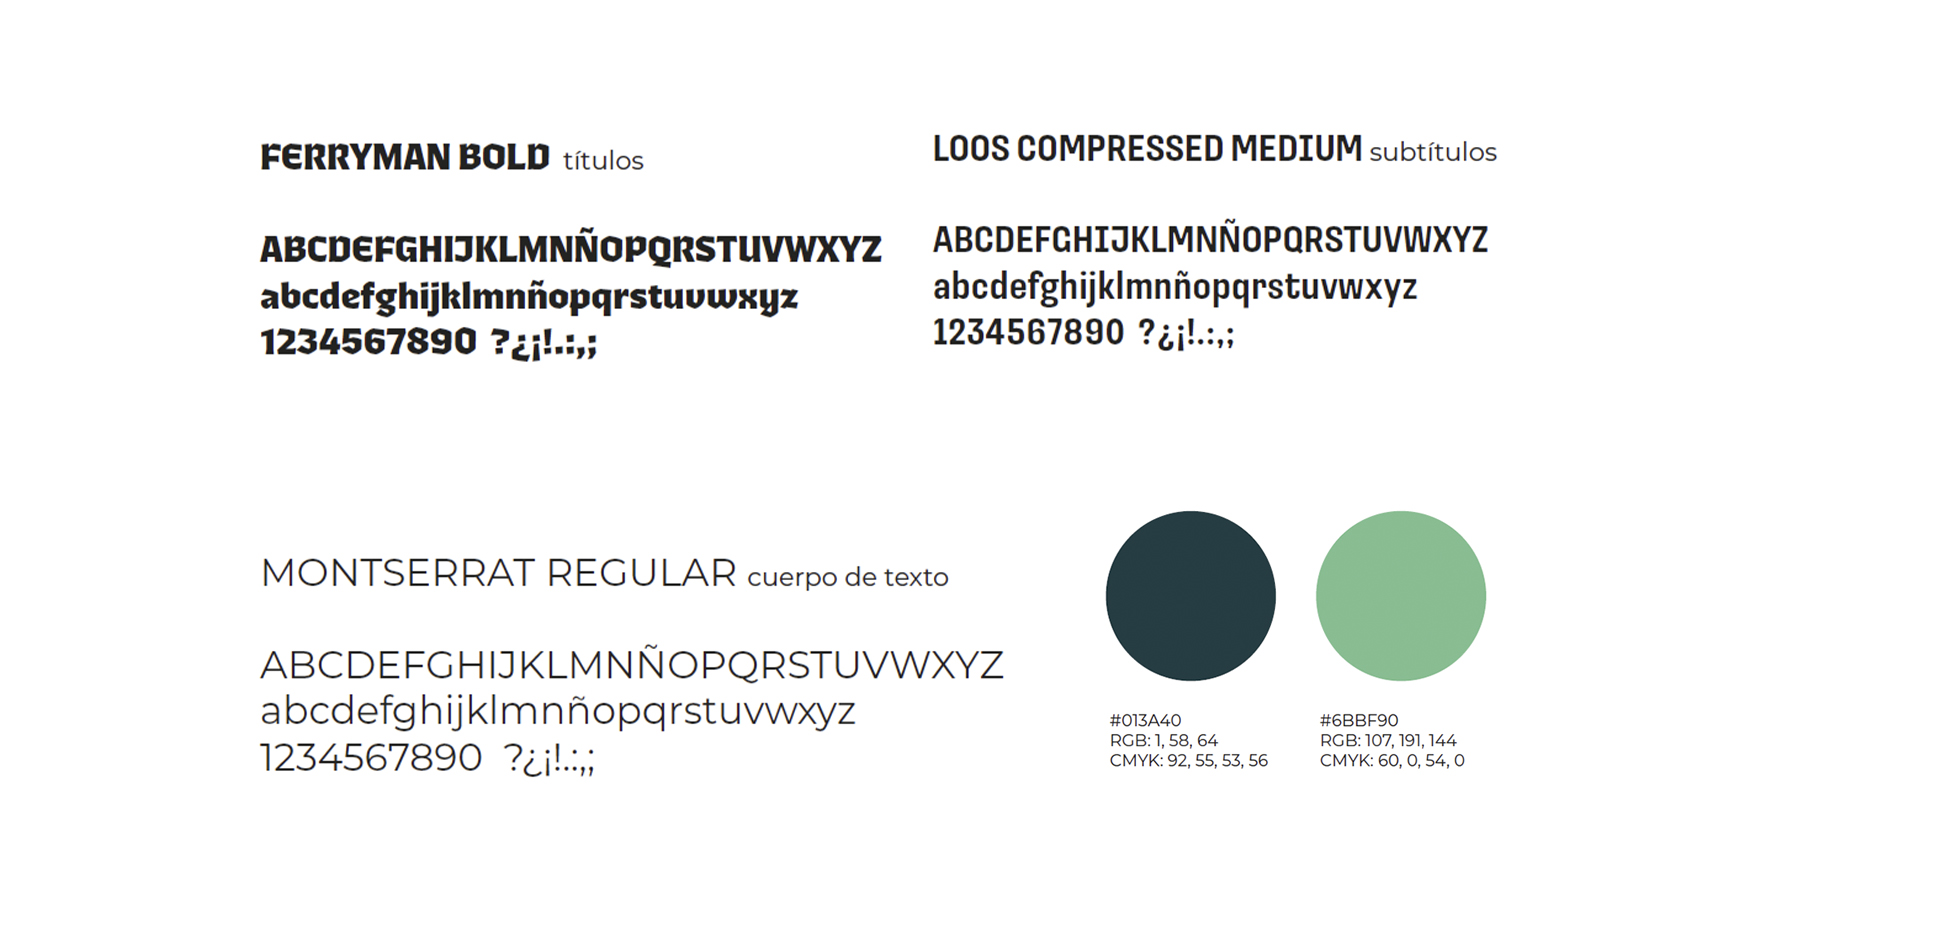 FERRYMAN BOLD títulos
ABCDEFGHIJKLMNÑOPQRSTUVWXYZ
abcdefghijklmnñopqrstuvwxyz
1234567890 ?¿¡!.:,;
LOOS COMPRESSED MEDIUM subtítulos
ABCDEFGHIJKLMNÑOPQRSTUVWXYZ
abcdefghijklmnñopqrstuvwxyz
1234567890 ?¿¡!.:,;
MONTSERRAT REGULAR cuerpo de texto
ABCDEFGHIJKLMNÑOPQRSTUVWXYZ
abcdefghijklmnñopqrstuvwxyz
1234567890 ?¿¡!.:,;
#013A40
RGB: 1, 58, 64
CMYK: 92, 55, 53, 56
#6BBF90
RGB: 107, 191, 144
CMYK: 60, 0, 54, 0